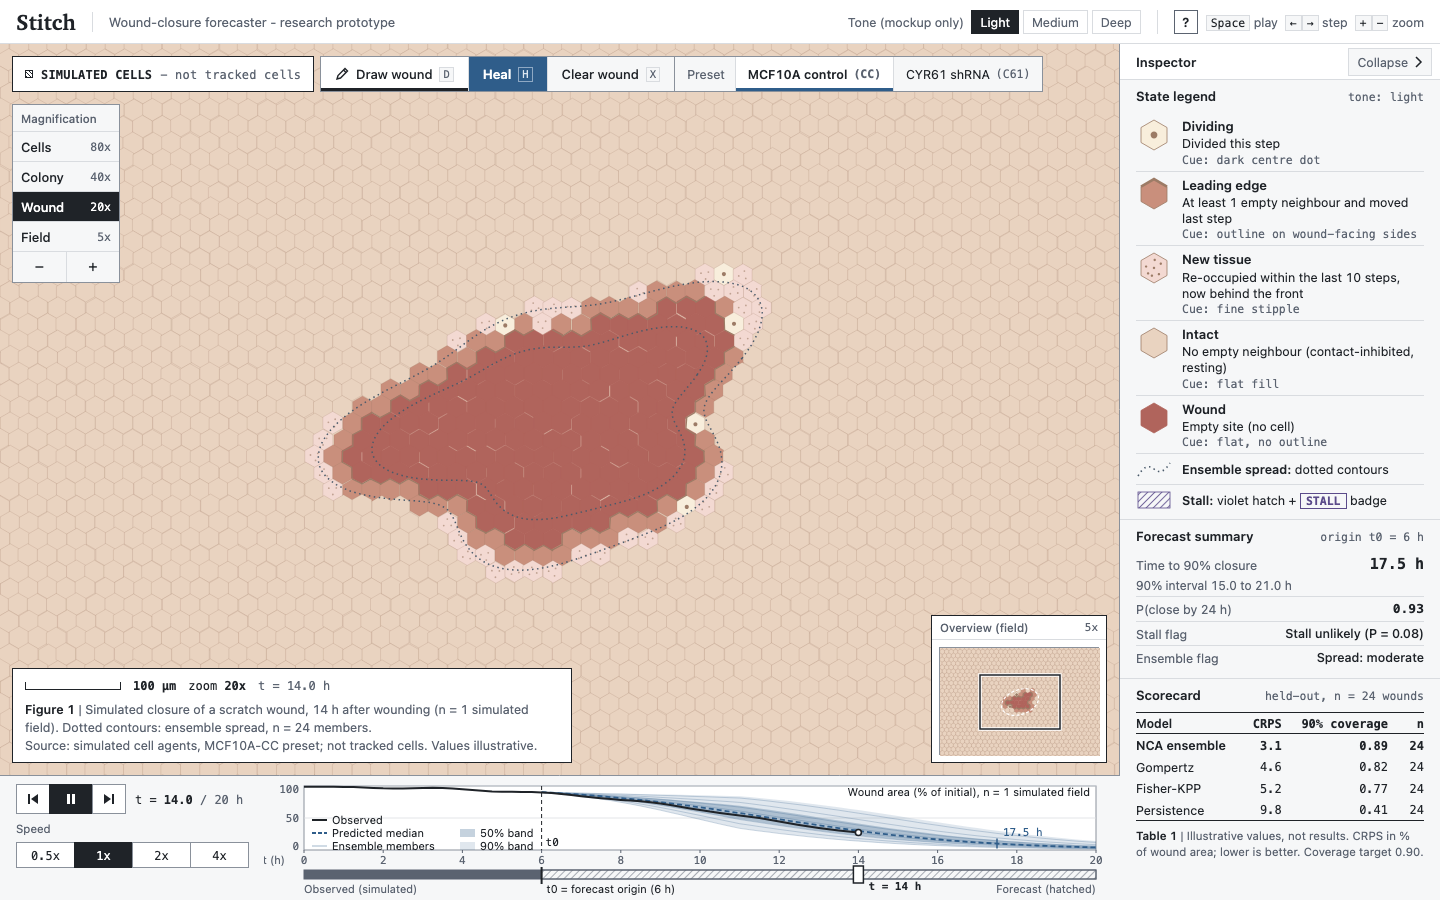 Stitch
Wound-closure forecaster - research prototype
Tone (mockup only) Light Medium Deep
? Space play ← → step + − zoom
SIMULATED CELLS – not tracked cells
Draw wound D
Heal H
Clear wound X
Preset MCF10A control (CC) CYR61 shRNA (C61)
Magnification
Cells 80x
Colony 40x
Wound 20x
Field 5x
− +
Inspector
Collapse
State legend tone: light
Dividing
Divided this step
Cue: dark centre dot
Leading edge
At least 1 empty neighbour and moved
last step
Cue: outline on wound-facing sides
New tissue
Re-occupied within the last 10 steps,
now behind the front
Cue: fine stipple
Intact
No empty neighbour (contact-inhibited,
resting)
Cue: flat fill
Wound
Empty site (no cell)
Cue: flat, no outline
Ensemble spread: dotted contours
Stall: violet hatch + STALL badge
Forecast summary origin t0 = 6 h
Time to 90% closure 17.5 h
90% interval 15.0 to 21.0 h
P(close by 24 h) 0.93
Stall flag Stall unlikely (P = 0.08)
Ensemble flag Spread: moderate
Scorecard held-out, n = 24 wounds
Model CRPS 90% coverage n
NCA ensemble 3.1 0.89 24
Gompertz 4.6 0.82 24
Fisher-KPP 5.2 0.77 24
Persistence 9.8 0.41 24
Table 1 | Illustrative values, not results. CRPS in %
of wound area; lower is better. Coverage target 0.90.
Overview (field) 5x
100 µm zoom 20x t = 14.0 h
Figure 1 | Simulated closure of a scratch wound, 14 h after wounding (n = 1 simulated
field). Dotted contours: ensemble spread, n = 24 members.
Source: simulated cell agents, MCF10A-CC preset; not tracked cells. Values illustrative.
t = 14.0 / 20 h
Speed
0.5x 1x 2x 4x
Wound area (% of initial), n = 1 simulated field
100
50
0
Observed
Predicted median 50% band
Ensemble members 90% band
t0
17.5 h
t (h) 0 2 4 6 8 10 12 14 16 18 20
Observed (simulated) t0 = forecast origin (6 h) t = 14 h Forecast (hatched)